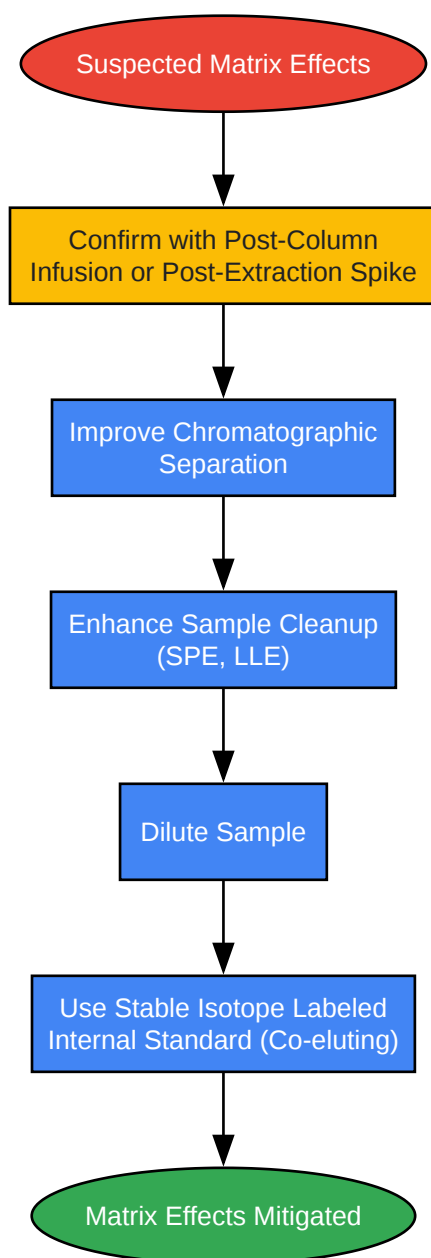 Suspected Matrix Effects
Confirm with Post-Column
Infusion or Post-Extraction Spike
Improve Chromatographic
Separation
Enhance Sample Cleanup
(SPE, LLE)
Dilute Sample
Use Stable Isotope Labeled
Internal Standard (Co-eluting)
Matrix Effects Mitigated